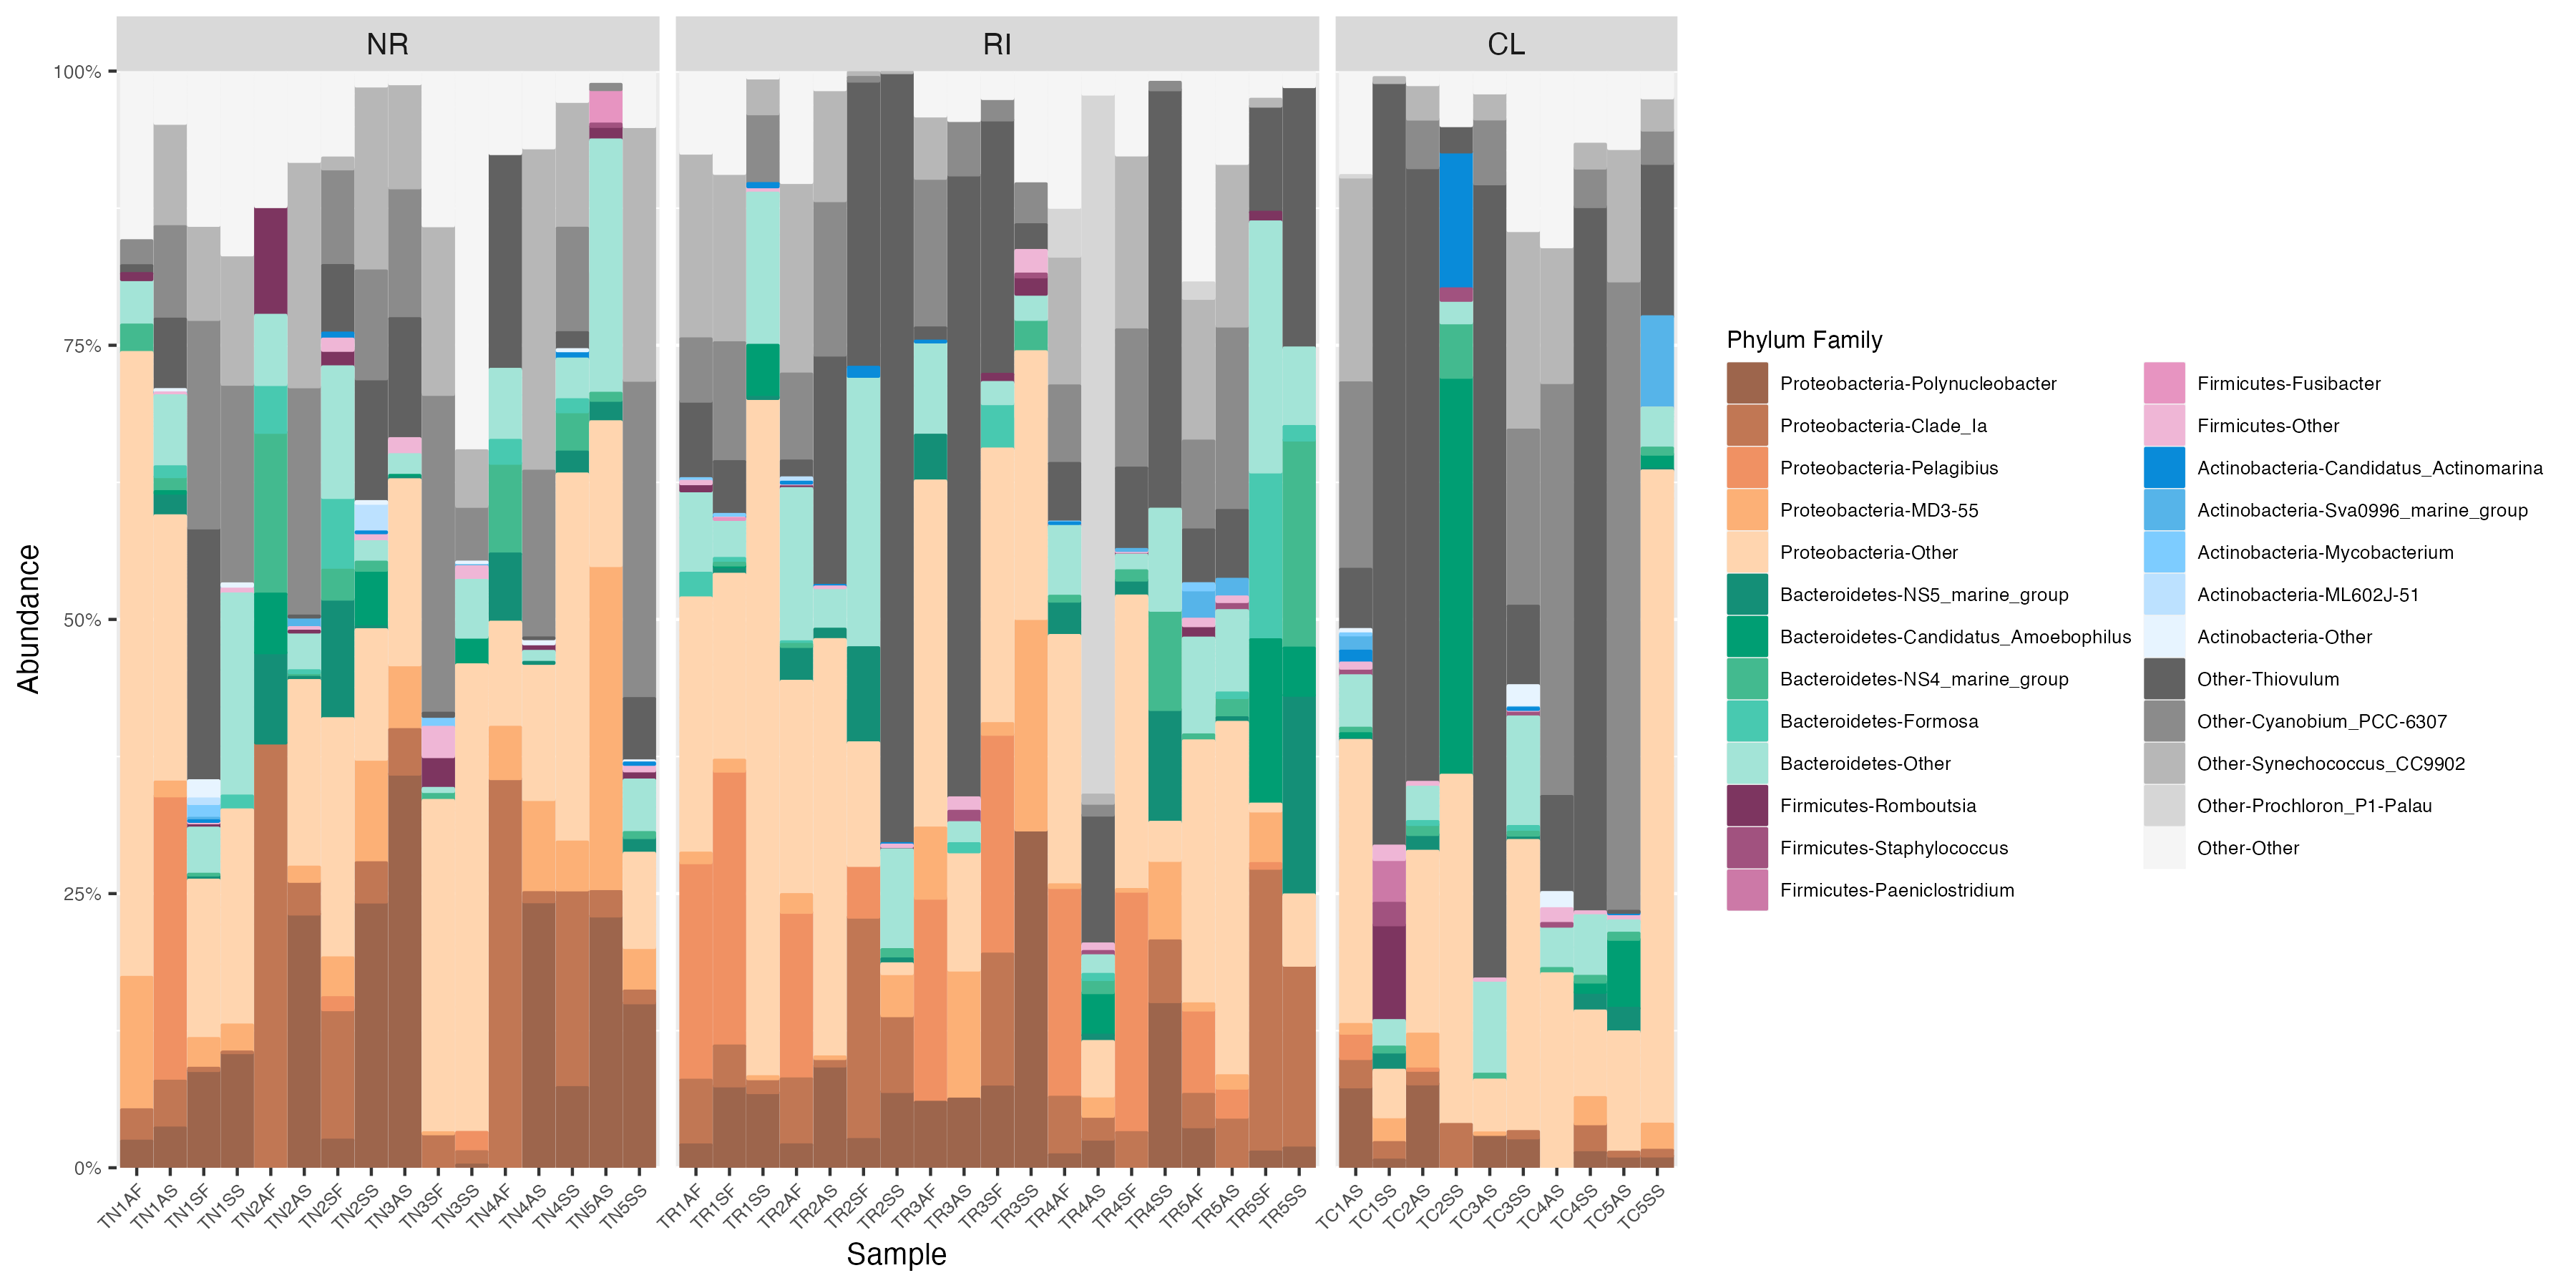 NR RI CL
100%
75%
50%
25%
0%
Abundance
TN1AF TN1AS TN1SF TN1SS TN2AF TN2AS TN2SF TN2SS TN3AS TN3SF TN3SS TN4AF TN4AS TN4SS TN5AS TN5SS TR1AF TR1SF TR1SS TR2AF TR2AS TR2SF TR2SS TR3AF TR3AS TR3SF TR3SS TR4AF TR4AS TR4SF TR4SS TR5AF TR5AS TR5SF TR5SS TC1AS TC1SS TC2AS TC2SS TC3AS TC3SS TC4AS TC4SS TC5AS TC5SS
Sample
Phylum Family
Proteobacteria-Polynucleobacter
Proteobacteria-Clade_Ia
Proteobacteria-Pelagibius
Proteobacteria-MD3-55
Proteobacteria-Other
Bacteroidetes-NS5_marine_group
Bacteroidetes-Candidatus_Amoebophilus
Bacteroidetes-NS4_marine_group
Bacteroidetes-Formosa
Bacteroidetes-Other
Firmicutes-Romboutsia
Firmicutes-Staphylococcus
Firmicutes-Paeniclostridium
Firmicutes-Fusibacter
Firmicutes-Other
Actinobacteria-Candidatus_Actinomarina
Actinobacteria-Sva0996_marine_group
Actinobacteria-Mycobacterium
Actinobacteria-ML602J-51
Actinobacteria-Other
Other-Thiovulum
Other-Cyanobium_PCC-6307
Other-Synechococcus_CC9902
Other-Prochloron_P1-Palau
Other-Other